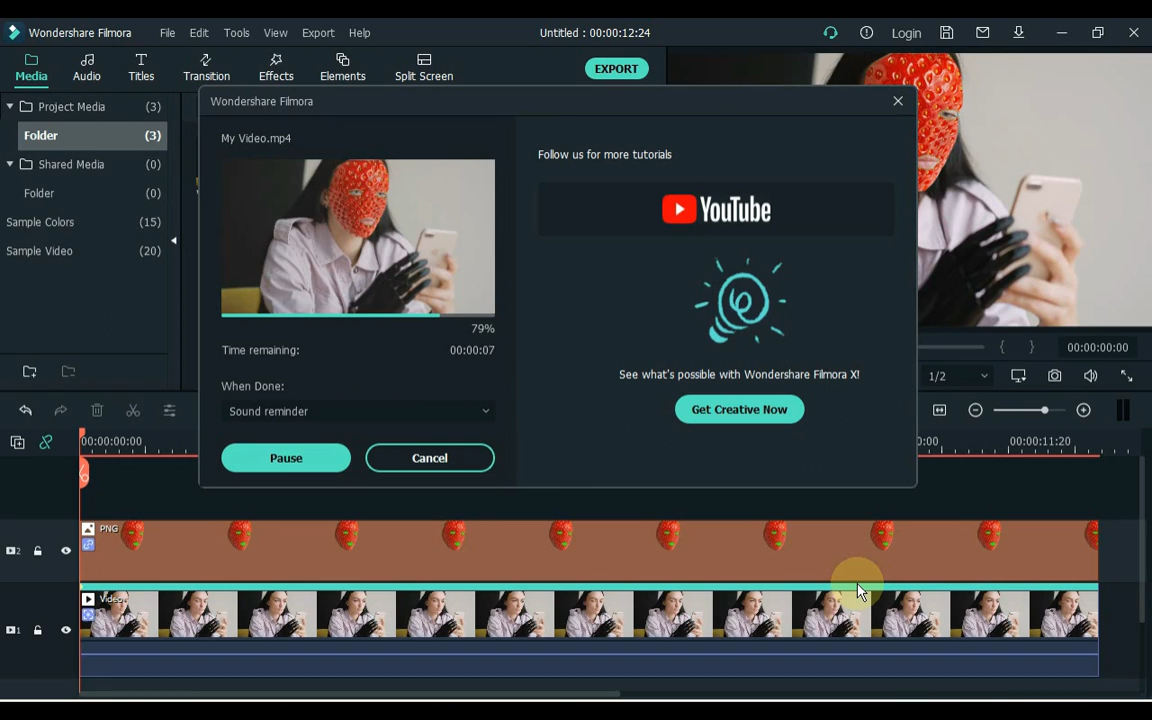 Wondershare Filmora File Edit Tools View Export Help Untitled : 00:00:12:24 Login
Media Audio Titles Transition Effects Elements Split Screen EXPORT
Project Media (3)
Folder (3)
Shared Media (0)
Folder (0)
Sample Colors (15)
Sample Video (20)
Wondershare Filmora
My Video.mp4
79%
Time remaining: 00:00:07
When Done:
Sound reminder
Pause Cancel
Follow us for more tutorials
YouTube
See what's possible with Wondershare Filmora X!
Get Creative Now
{ } 00:00:00:00
1/2
00:00:00:00 0:00 00:00:11:20
PNG
2
Video
1